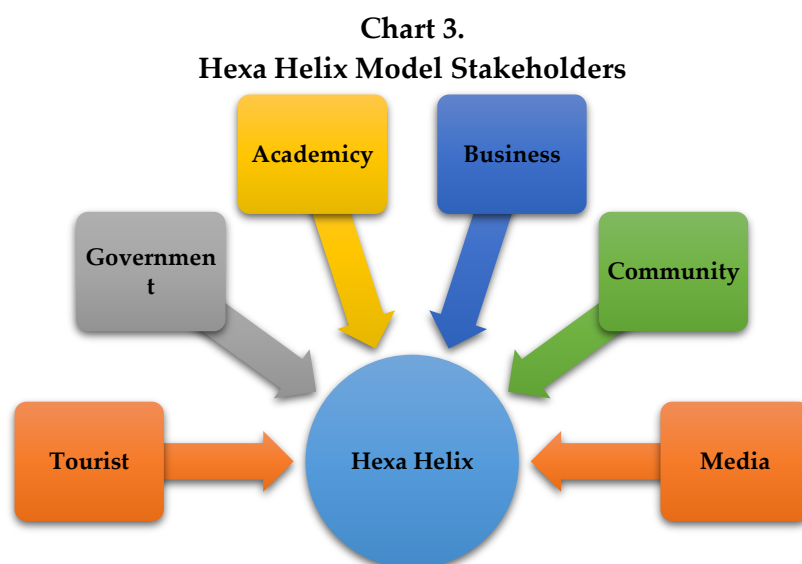 Chart 3.
Hexa Helix Model Stakeholders
Academicy
Business
Governmen
t
Community
Tourist
Hexa Helix
Media